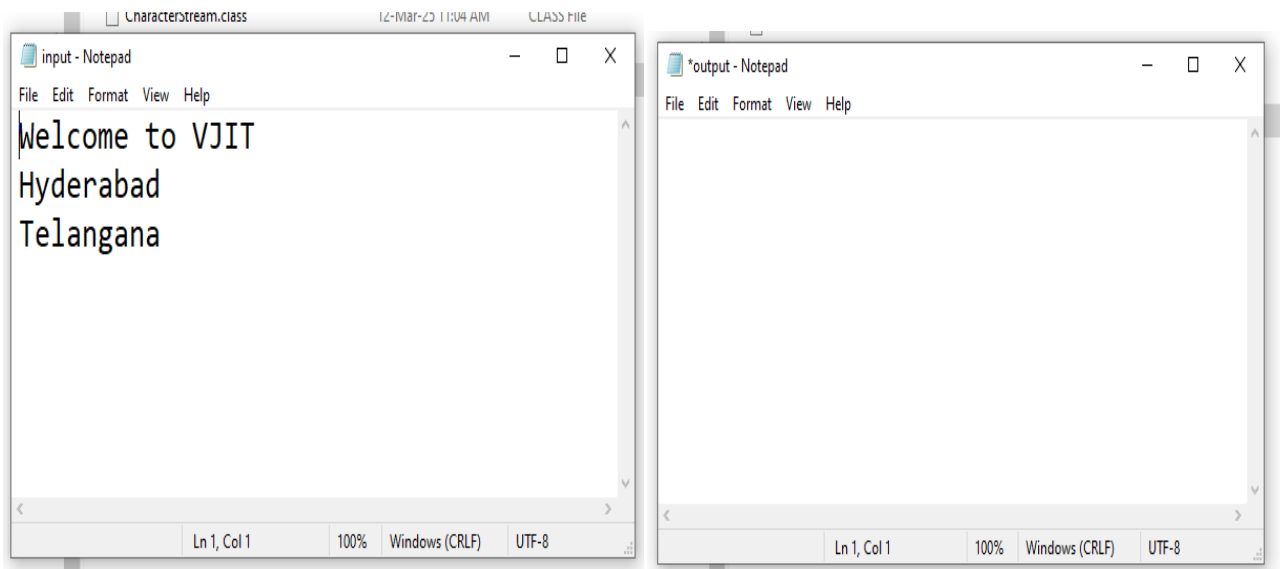 CharacterStream.class 12-Mar-25 11:04 AM CLASS File
input - Notepad
File Edit Format View Help
Welcome to VJIT
Hyderabad
Telangana
Ln 1, Col 1 100% Windows (CRLF) UTF-8
*output - Notepad
File Edit Format View Help
Ln 1, Col 1 100% Windows (CRLF) UTF-8